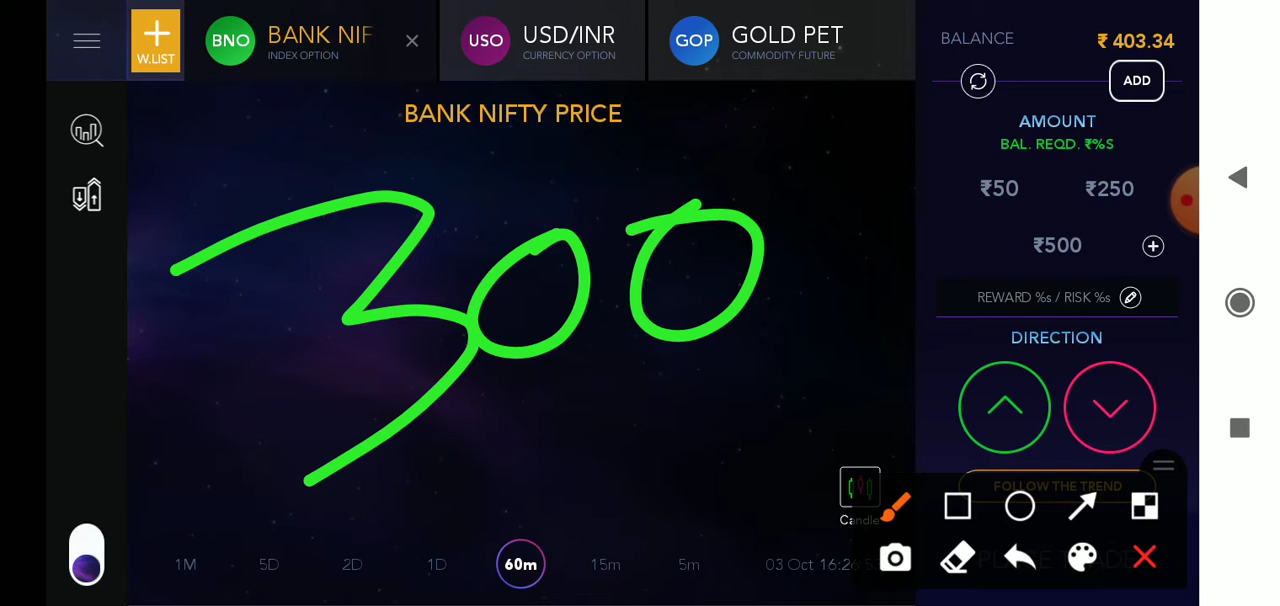 W.LIST
BNO
BANK NIF
INDEX OPTION
USO
USD/INR
CURRENCY OPTION
GOP
GOLD PET
COMMODITY FUTURE
BALANCE
₹ 403.34
ADD
BANK NIFTY PRICE
AMOUNT
BAL. REQD. ₹%S
₹50
₹250
₹500
REWARD %s / RISK %s
DIRECTION
300
FOLLOW THE TREND
Candle
1M
5D
2D
1D
60m
15m
5m
03 Oct 16:26